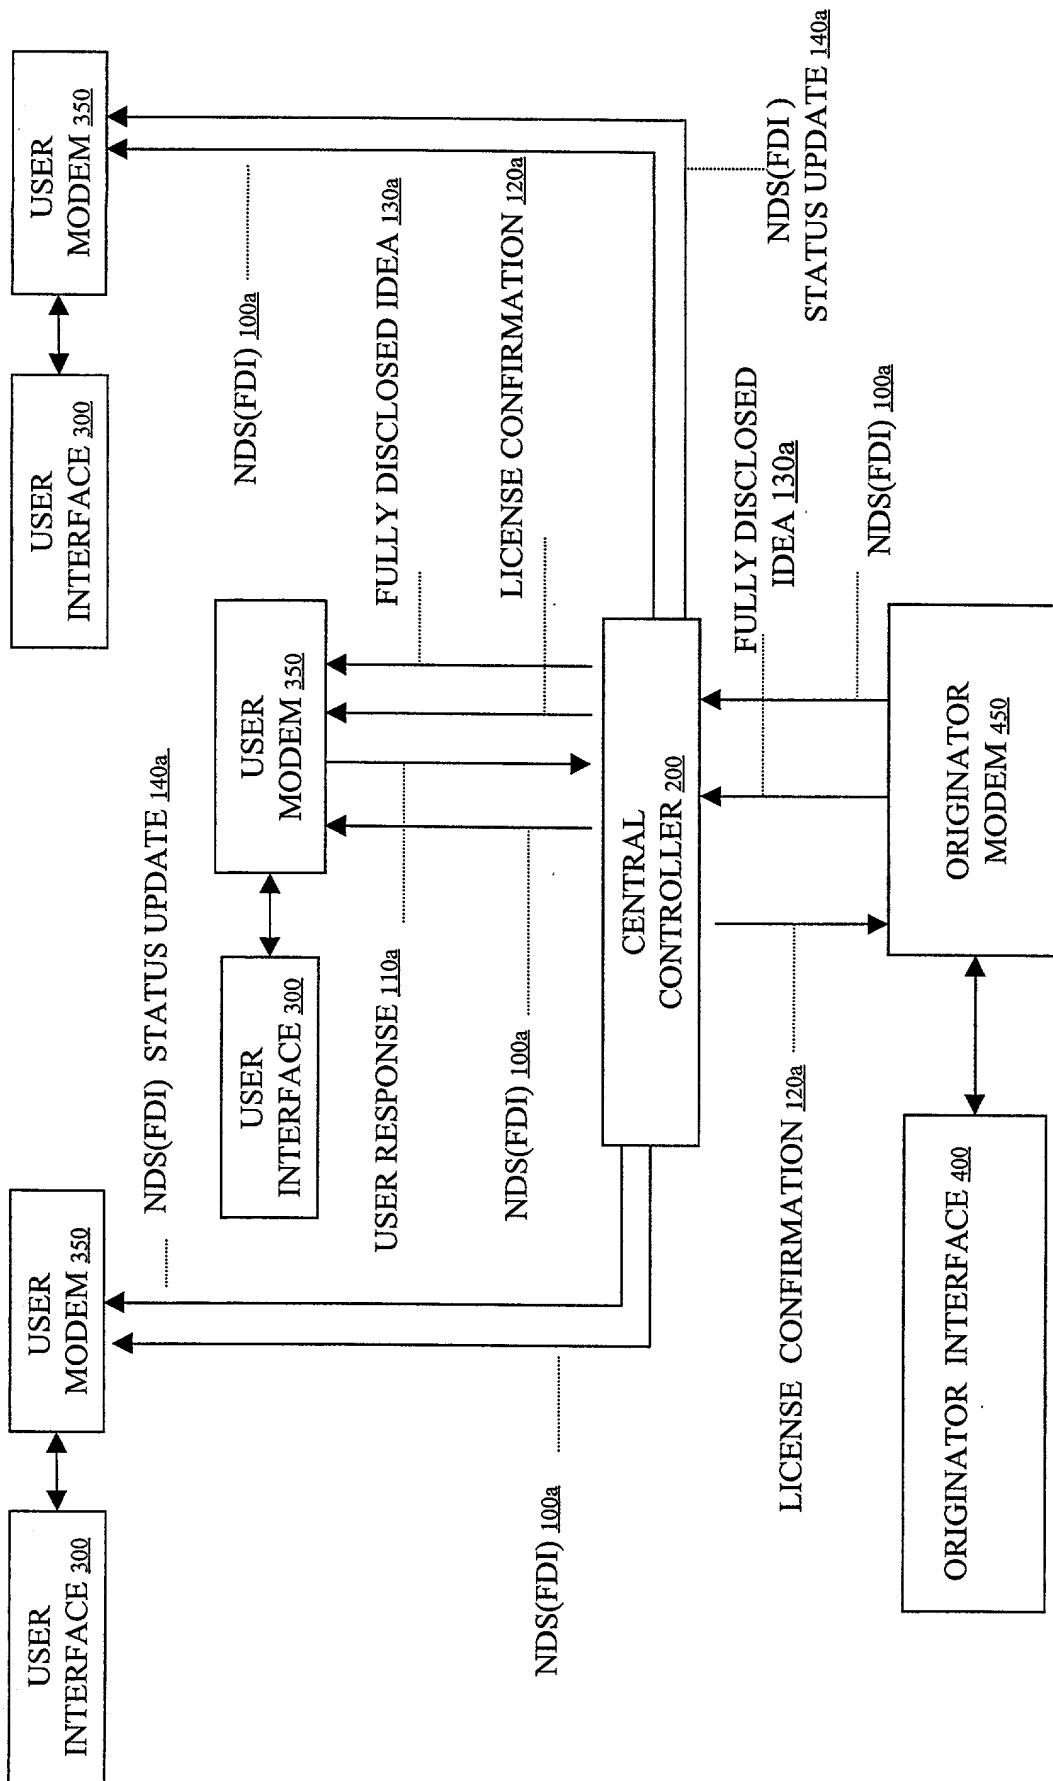 USER
INTERFACE 300
USER
MODEM 350
NDS(FDI) STATUS UPDATE 140a
USER
INTERFACE 300
USER
MODEM 350
USER
INTERFACE 300
USER
MODEM 350
USER RESPONSE 110a
NDS(FDI) 100a
NDS(FDI) 100a
NDS(FDI) 100a
FULLY DISCLOSED IDEA 130a
LICENSE CONFIRMATION 120a
CENTRAL
CONTROLLER 200
NDS(FDI )
STATUS UPDATE 140a
LICENSE CONFIRMATION 120a
FULLY DISCLOSED
IDEA 130a
NDS(FDI) 100a
ORIGINATOR INTERFACE 400
ORIGINATOR
MODEM 450